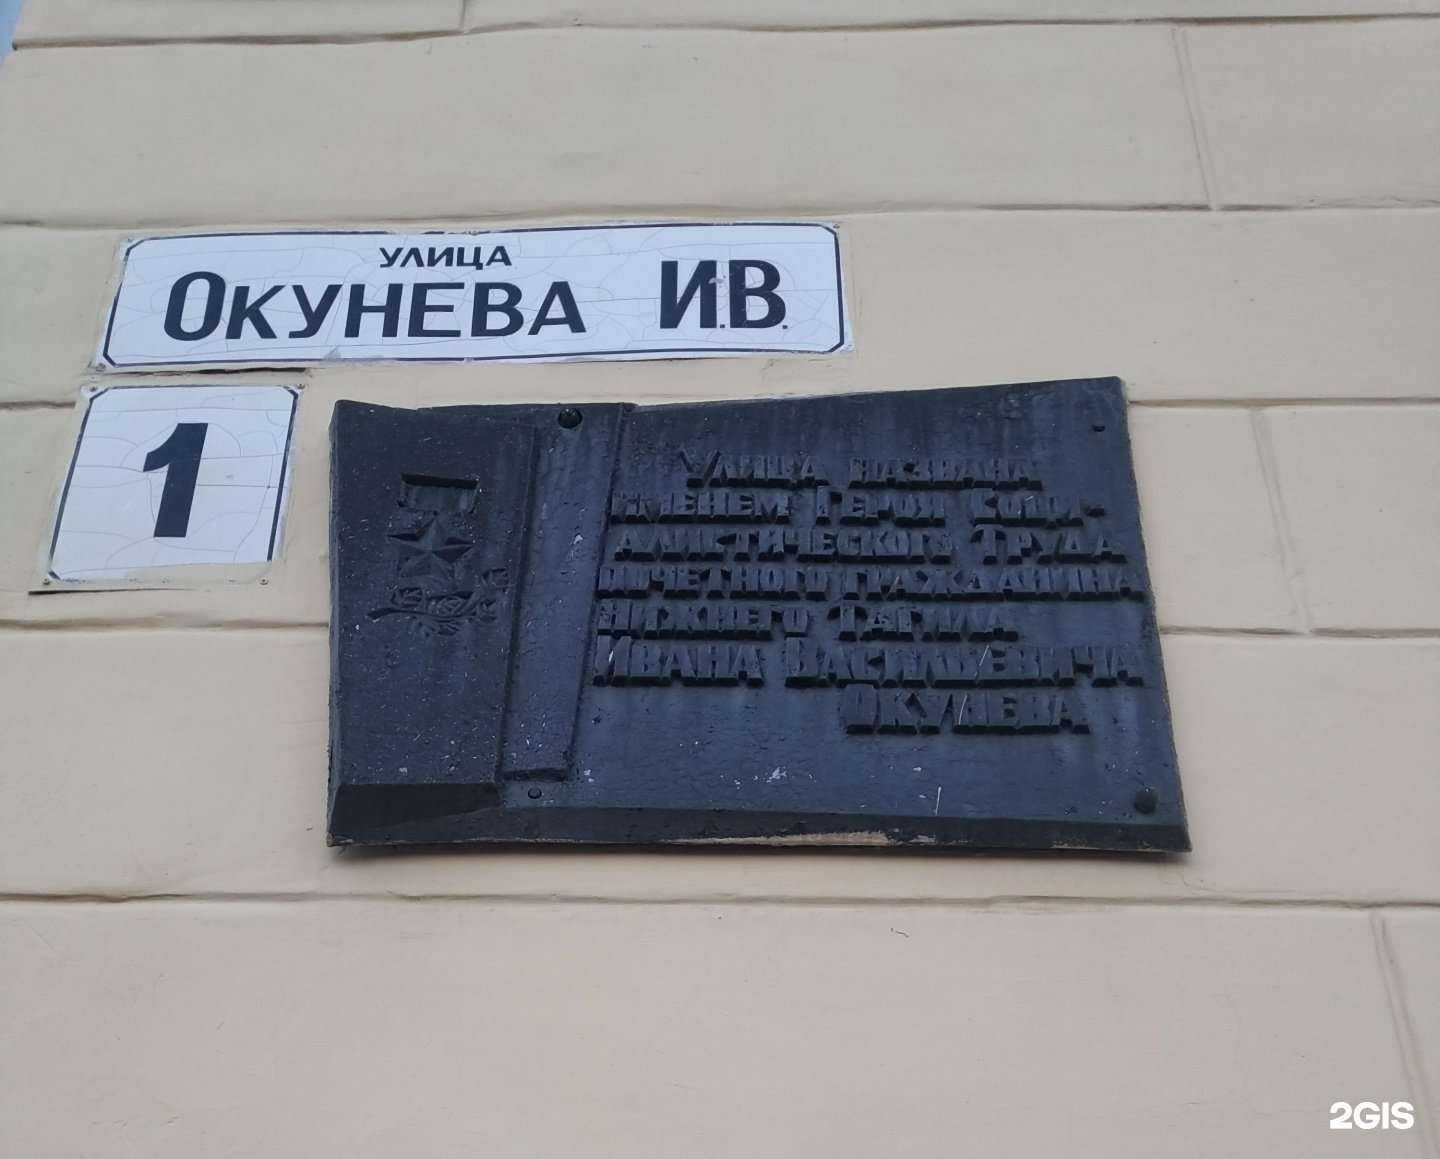 УЛИЦА
ОКУНЕВА И.В.
1
УЛИЦА НАЗВАНА
ИМЕНЕМ ГЕРОЯ СОЦИ-
АЛИСТИЧЕСКОГО ТРУДА
ПОЧЕТНОГО ГРАЖДАНИНА
НИЖНЕГО ТАГИЛА
ИВАНА ВАСИЛЬЕВИЧА
ОКУНЕВА
2GIS